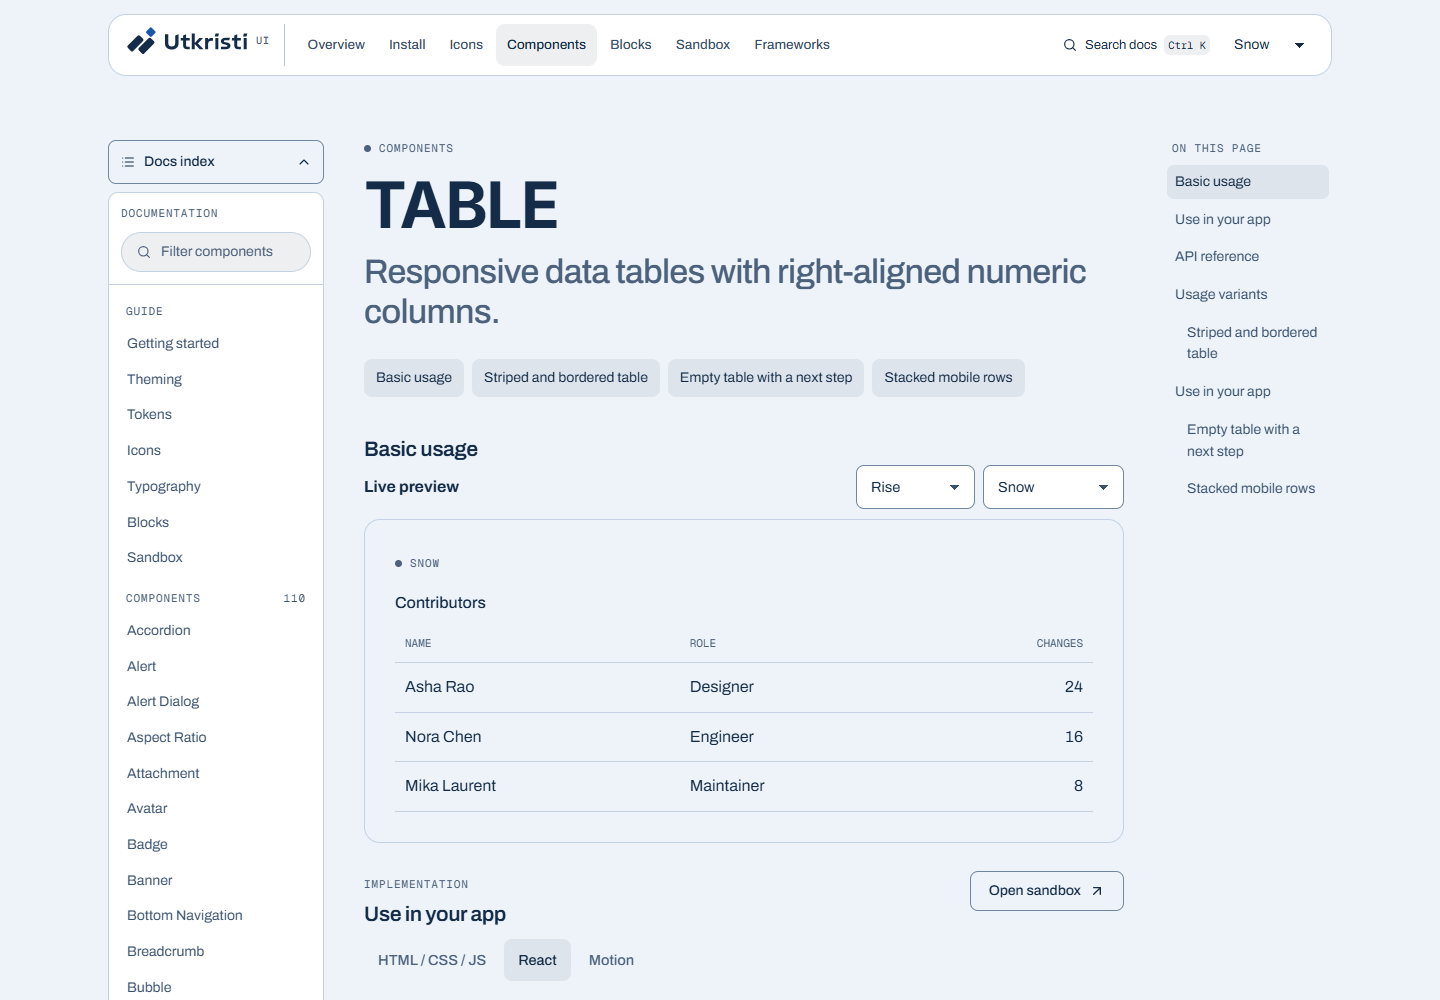 Utkristi UI
Overview
Install
Icons
Components
Blocks
Sandbox
Frameworks
Search docs
Ctrl K
Snow
Docs index
DOCUMENTATION
Filter components
GUIDE
Getting started
Theming
Tokens
Icons
Typography
Blocks
Sandbox
COMPONENTS 110
Accordion
Alert
Alert Dialog
Aspect Ratio
Attachment
Avatar
Badge
Banner
Bottom Navigation
Breadcrumb
Bubble
COMPONENTS
TABLE
Responsive data tables with right-aligned numeric
columns.
Basic usage
Striped and bordered table
Empty table with a next step
Stacked mobile rows
Basic usage
Live preview
Rise
Snow
SNOW
Contributors
NAME ROLE CHANGES
Asha Rao Designer 24
Nora Chen Engineer 16
Mika Laurent Maintainer 8
IMPLEMENTATION
Use in your app
Open sandbox
HTML / CSS / JS
React
Motion
ON THIS PAGE
Basic usage
Use in your app
API reference
Usage variants
Striped and bordered
table
Use in your app
Empty table with a
next step
Stacked mobile rows